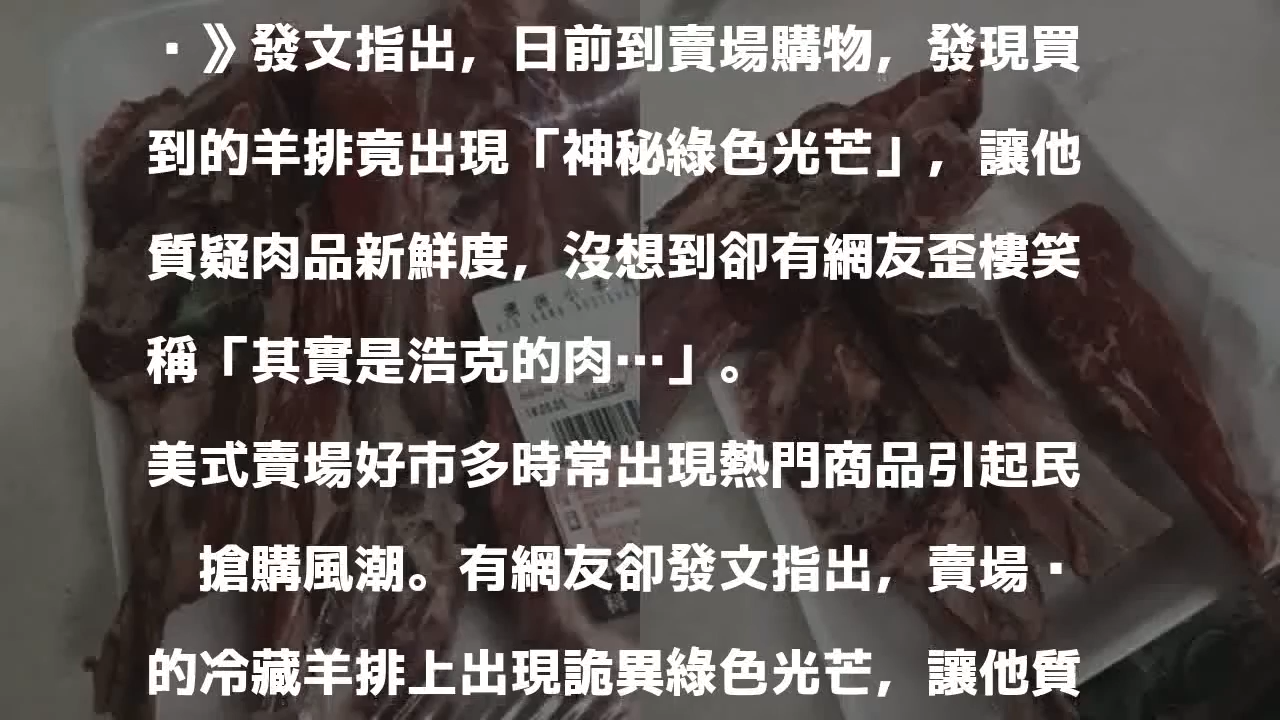 ·》發文指出，日前到賣場購物，發現買
到的羊排竟出現「神秘綠色光芒」，讓他
質疑肉品新鮮度，沒想到卻有網友歪樓笑
稱「其實是浩克的肉…」。
美式賣場好市多時常出現熱門商品引起民
搶購風潮。有網友卻發文指出，賣場·
的冷藏羊排上出現詭異綠色光芒，讓他質